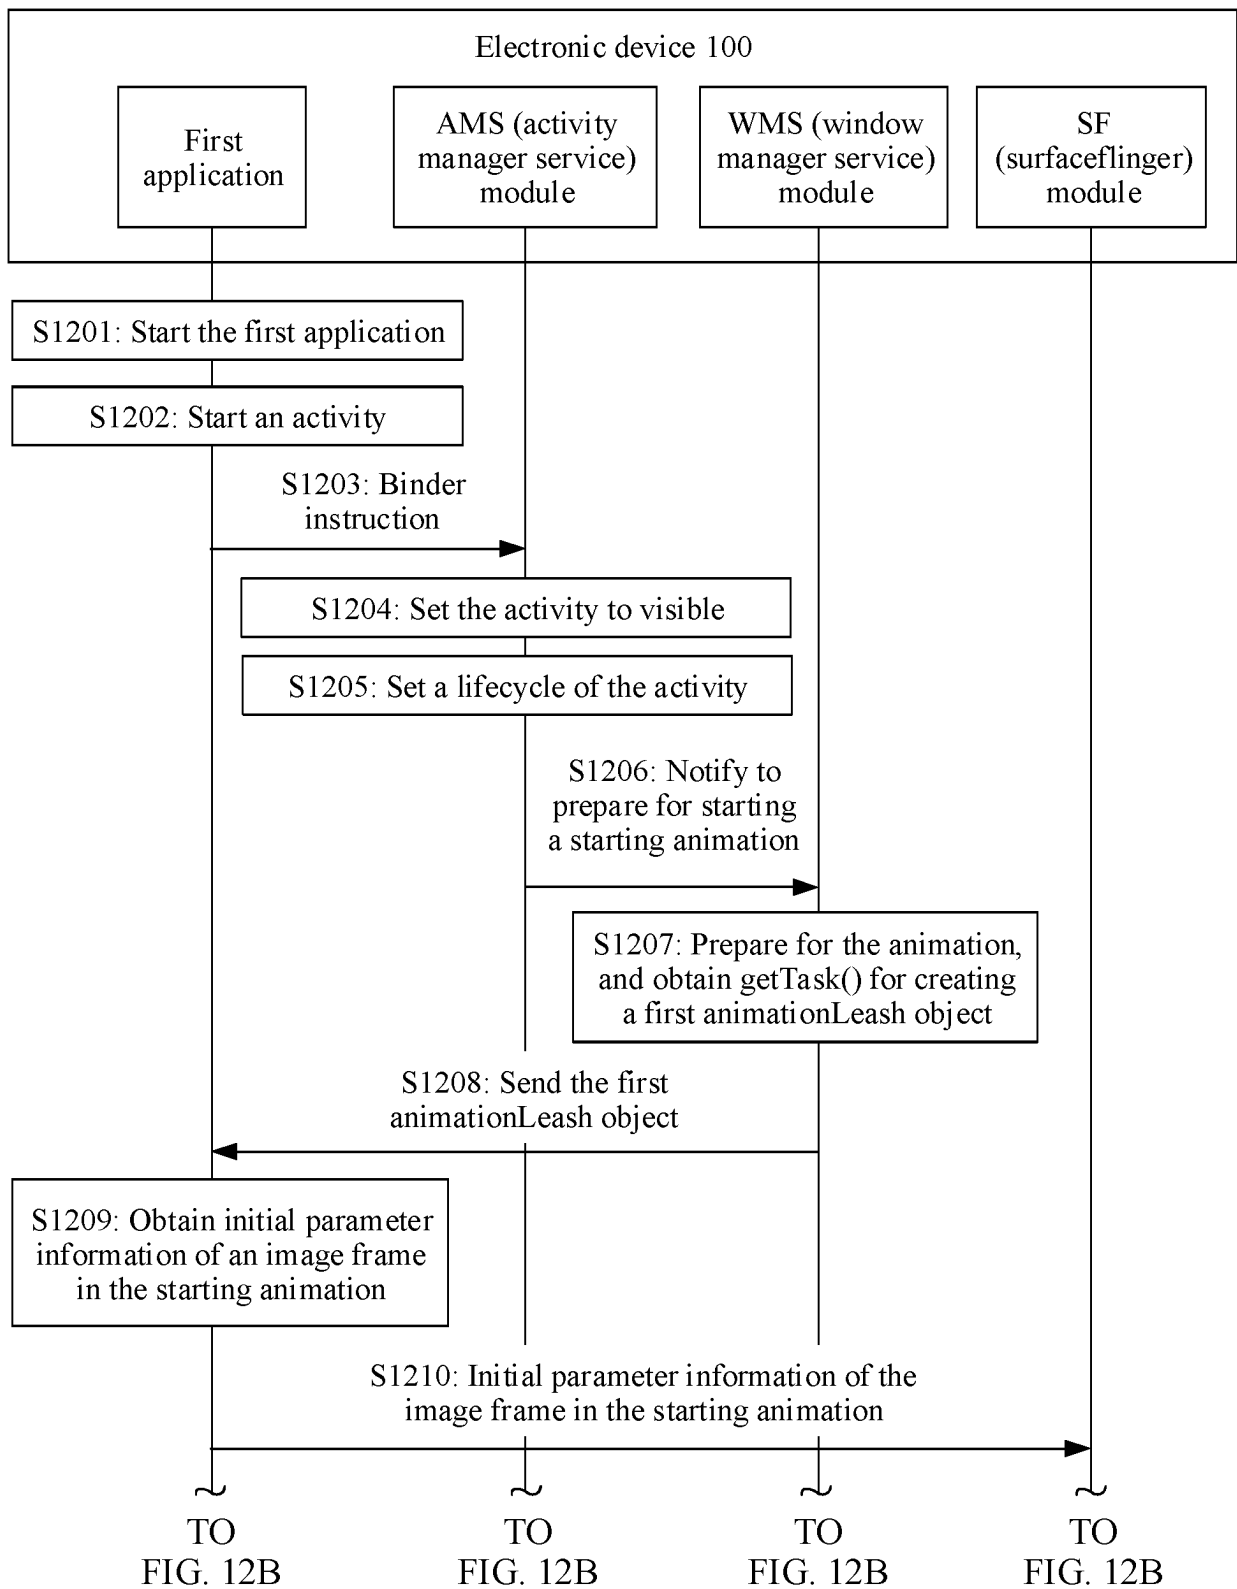 Electronic device 100
First
application
AMS (activity
manager service)
module
WMS (window
manager service)
module
SF
(surfaceflinger)
module
S1201: Start the first application
S1202: Start an activity
S1203: Binder
instruction
S1204: Set the activity to visible
S1205: Set a lifecycle of the activity
S1206: Notify to
prepare for starting
a starting animation
S1207: Prepare for the animation,
and obtain getTask() for creating
a first animationLeash object
S1208: Send the first
animationLeash object
S1209: Obtain initial parameter
information of an image frame
in the starting animation
S1210: Initial parameter information of the
image frame in the starting animation
TO
FIG. 12B
TO
FIG. 12B
TO
FIG. 12B
TO
FIG. 12B